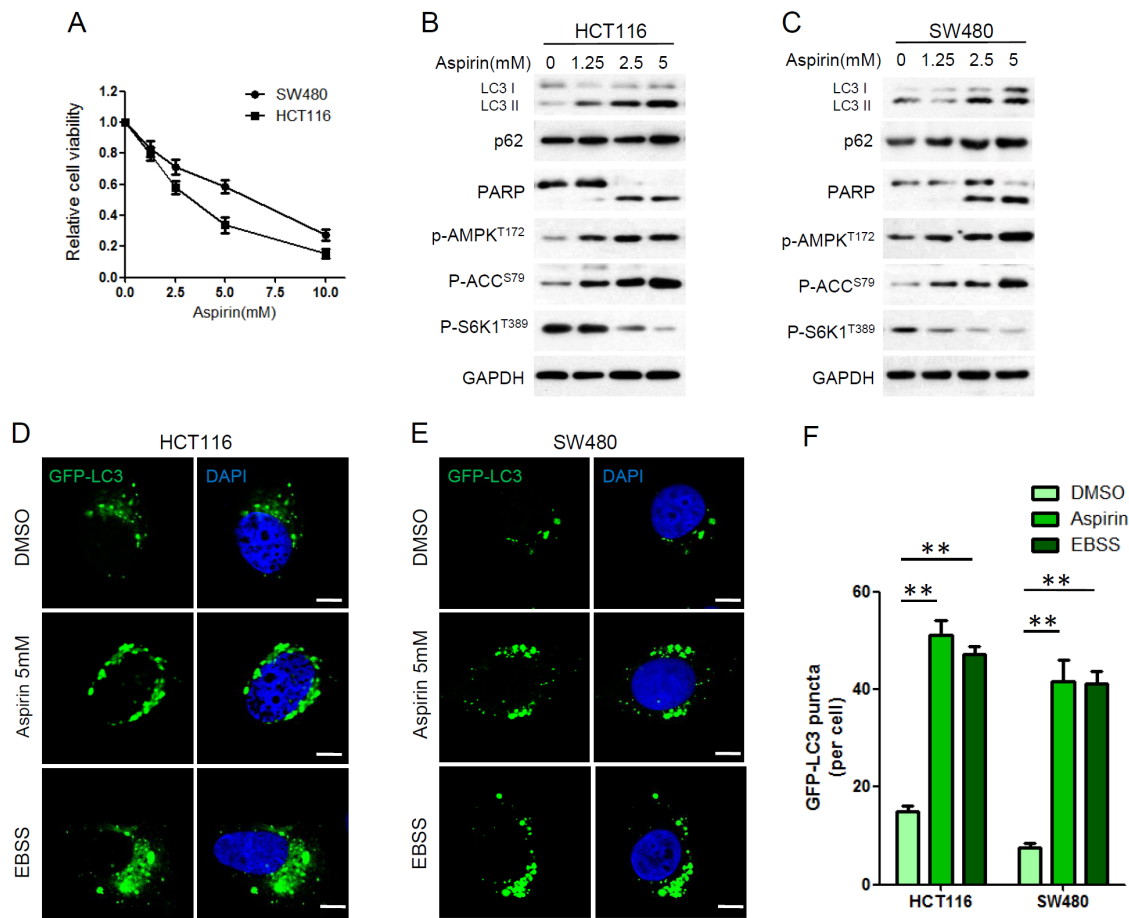 A
SW480
HCT116
Relative cell viability
1.2
1.0
0.8
0.6
0.4
0.2
0.0
0.0 2.5 5.0 7.5 10.0
Aspirin(mM)
B
HCT116
Aspirin(mM) 0 1.25 2.5 5
LC3 I
LC3 II
p62
PARP
p-AMPKT172
P-ACCS79
P-S6K1T389
GAPDH
C
SW480
Aspirin(mM) 0 1.25 2.5 5
LC3 I
LC3 II
p62
PARP
p-AMPKT172
P-ACCS79
P-S6K1T389
GAPDH
D
HCT116
GFP-LC3 DAPI
DMSO
Aspirin 5mM
EBSS
E
SW480
GFP-LC3 DAPI
DMSO
Aspirin 5mM
EBSS
F
DMSO
Aspirin
EBSS
GFP-LC3 puncta
(per cell)
60
40
20
0
**
**
**
**
HCT116 SW480